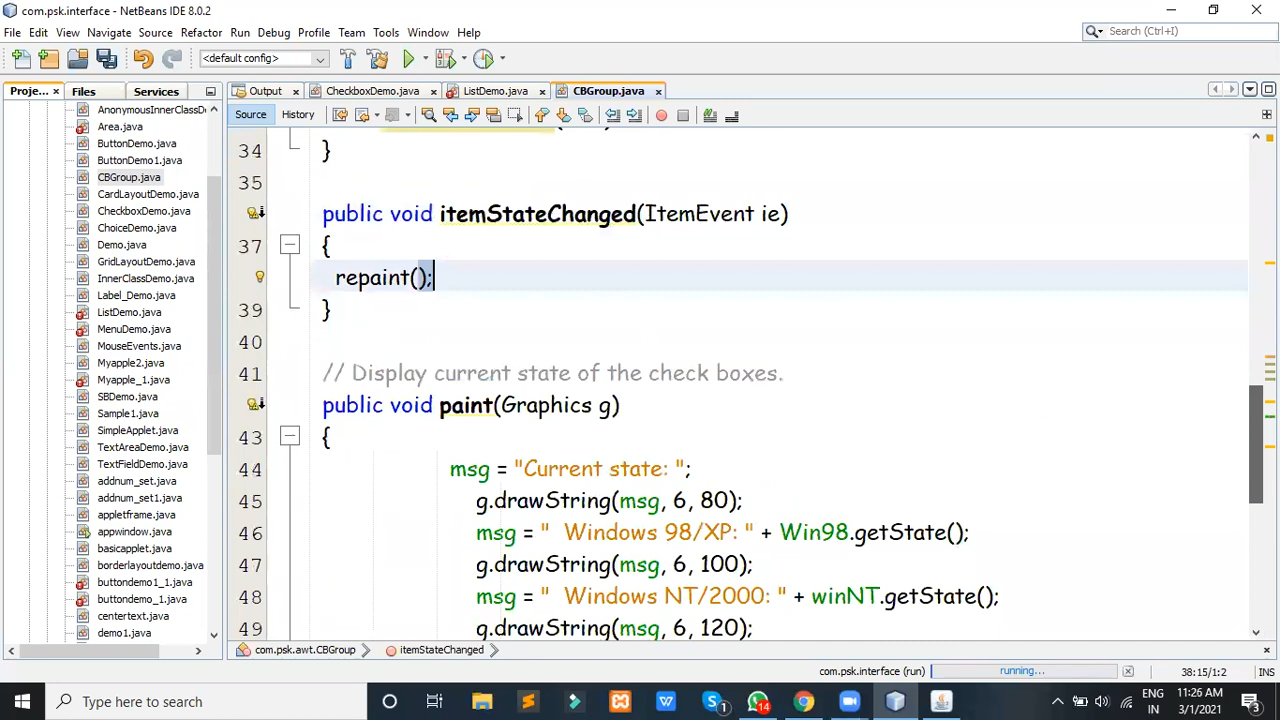 com.psk.interface - NetBeans IDE 8.0.2
File Edit View Navigate Source Refactor Run Debug Profile Team Tools Window Help
Search (Ctrl+I)
<default config>
Proje... Files Services
Output CheckboxDemo.java ListDemo.java CBGroup.java
Source History
AnonymousInnerClassD
Area.java
ButtonDemo.java
ButtonDemo1.java
CBGroup.java
CardLayoutDemo.java
CheckboxDemo.java
ChoiceDemo.java
Demo.java
GridLayoutDemo.java
InnerClassDemo.java
Label_Demo.java
ListDemo.java
MenuDemo.java
MouseEvents.java
Myapple2.java
Myapple_1.java
SBDemo.java
Sample1.java
SimpleApplet.java
TextAreaDemo.java
TextFieldDemo.java
addnum_set.java
addnum_set1.java
appletframe.java
appwindow.java
basicapplet.java
borderlayoutdemo.java
buttondemo1_1.java
buttondemo_1.java
centertext.java
demo1.java
34 }
35
public void itemStateChanged(ItemEvent ie)
37 {
repaint();
39 }
40
41 // Display current state of the check boxes.
public void paint(Graphics g)
43 {
44 msg = "Current state: ";
45 g.drawString(msg, 6, 80);
46 msg = " Windows 98/XP: " + Win98.getState();
47 g.drawString(msg, 6, 100);
48 msg = " Windows NT/2000: " + winNT.getState();
49 g.drawString(msg, 6, 120);
com.psk.awt.CBGroup itemStateChanged
com.psk.interface (run) running... 38:15/1:2 INS
Type here to search
1
14
ENG
IN
11:26 AM
3/1/2021
3